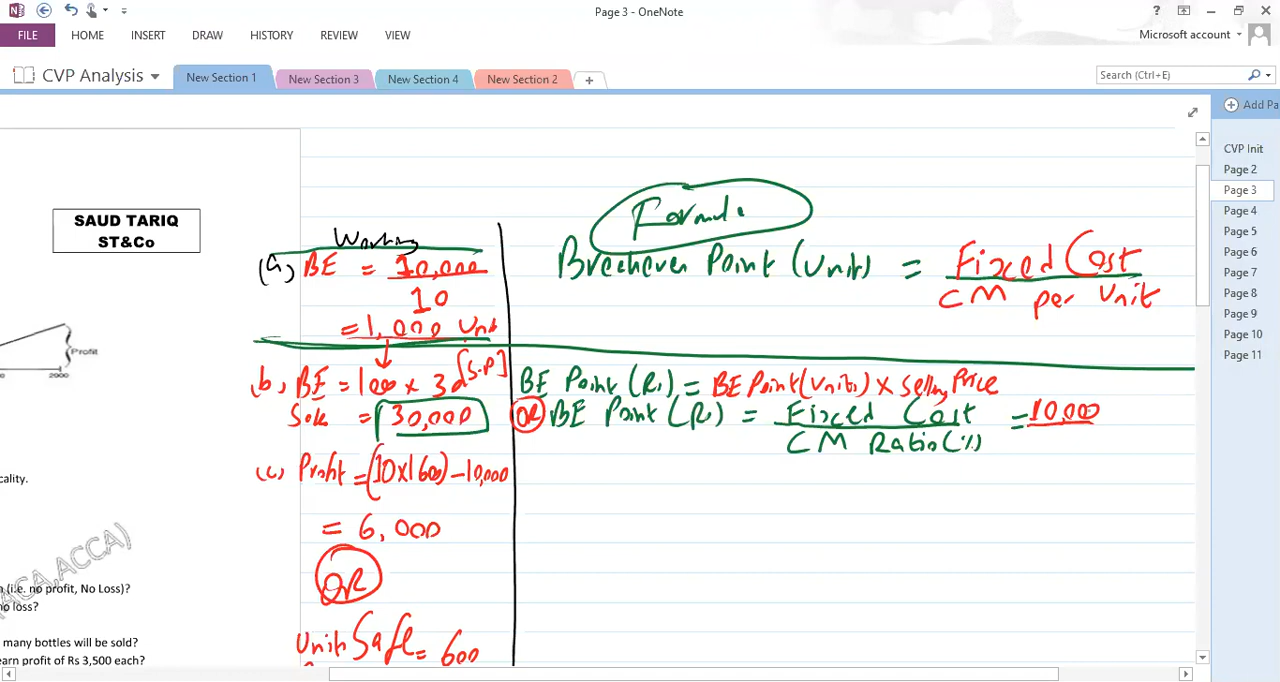 Page 3 - OneNote
Microsoft account
FILE HOME INSERT DRAW HISTORY REVIEW VIEW
CVP Analysis New Section 1 New Section 3 New Section 4 New Section 2 +
Search (Ctrl+E)
Add Pa
CVP Init
Page 2
Page 3
Page 4
Page 5
Page 6
Page 7
Page 8
Page 9
Page 10
Page 11
SAUD TARIQ
ST&Co
Profit
2000
cality.
ACA,ACCA)
(i.e. no profit, No Loss)?
no loss?
many bottles will be sold?
earn profit of Rs 3,500 each?
Working
(a) BE = 10,000
10
= 1,000 Unit
(b) BE = 100 × 30 [S.P]
Sale = 30,000
(c) Profit = (10×1600) – 10,000
= 6,000
OR
Unit Safe = 600
Formula
Breakeven Point (Units) = Fixed Cost
CM per Unit
BE Point (Rs) = BE Point (Units) × Selling Price
OR BE Point (Rs) = Fixed Cost = 10,000
CM Ratio (%)